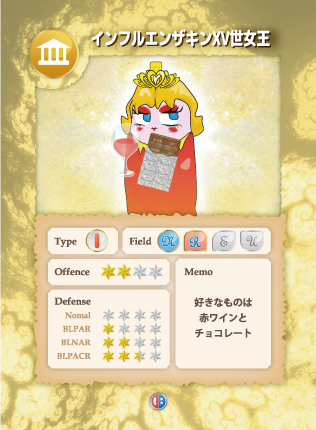 インフルエンザキンXV世女王
Type
Field N R S U
Offence
Memo
Defense
Nomal
BLPAR
BLNAR
BLPACR
好きなものは
赤ワインと
チョコレート